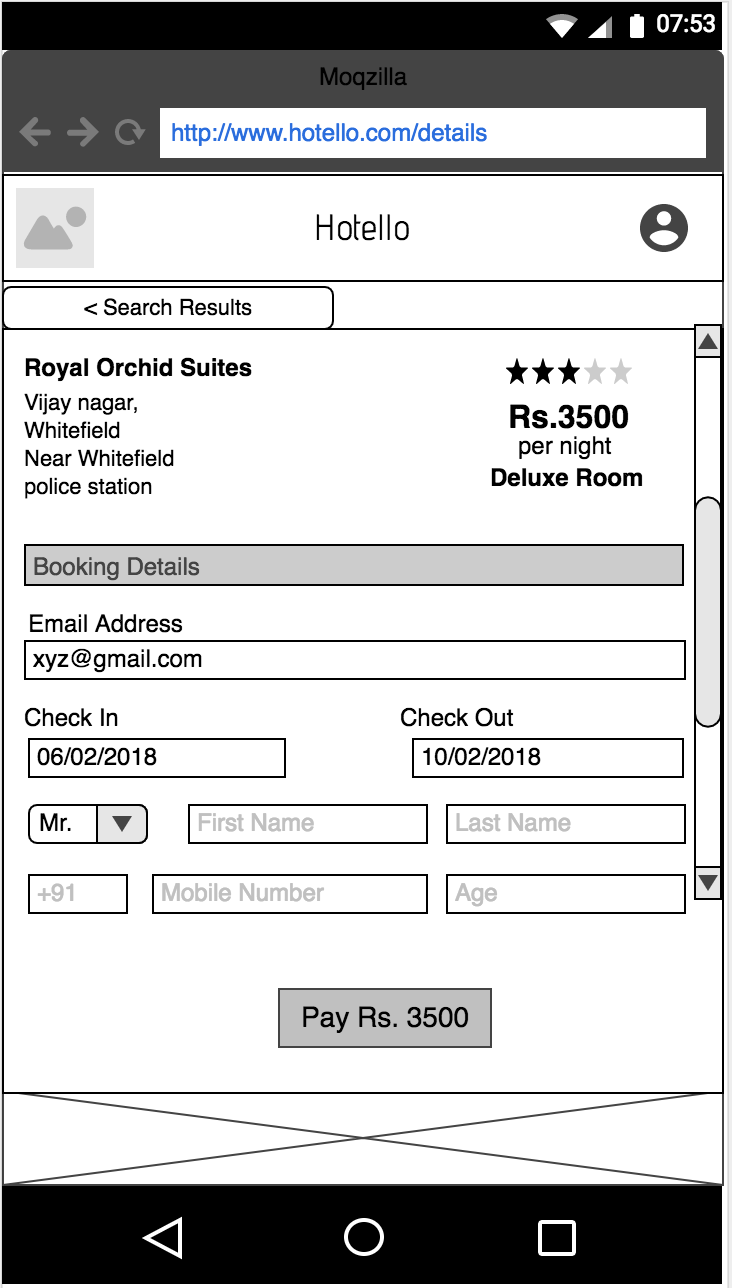 07:53
Moqzilla
http://www.hotello.com/details
Hotello
< Search Results
Royal Orchid Suites
Vijay nagar,
Whitefield
Near Whitefield
police station
Rs.3500
per night
Deluxe Room
Booking Details
Email Address
xyz@gmail.com
Check In
Check Out
06/02/2018
10/02/2018
Mr.
First Name
Last Name
+91
Mobile Number
Age
Pay Rs. 3500